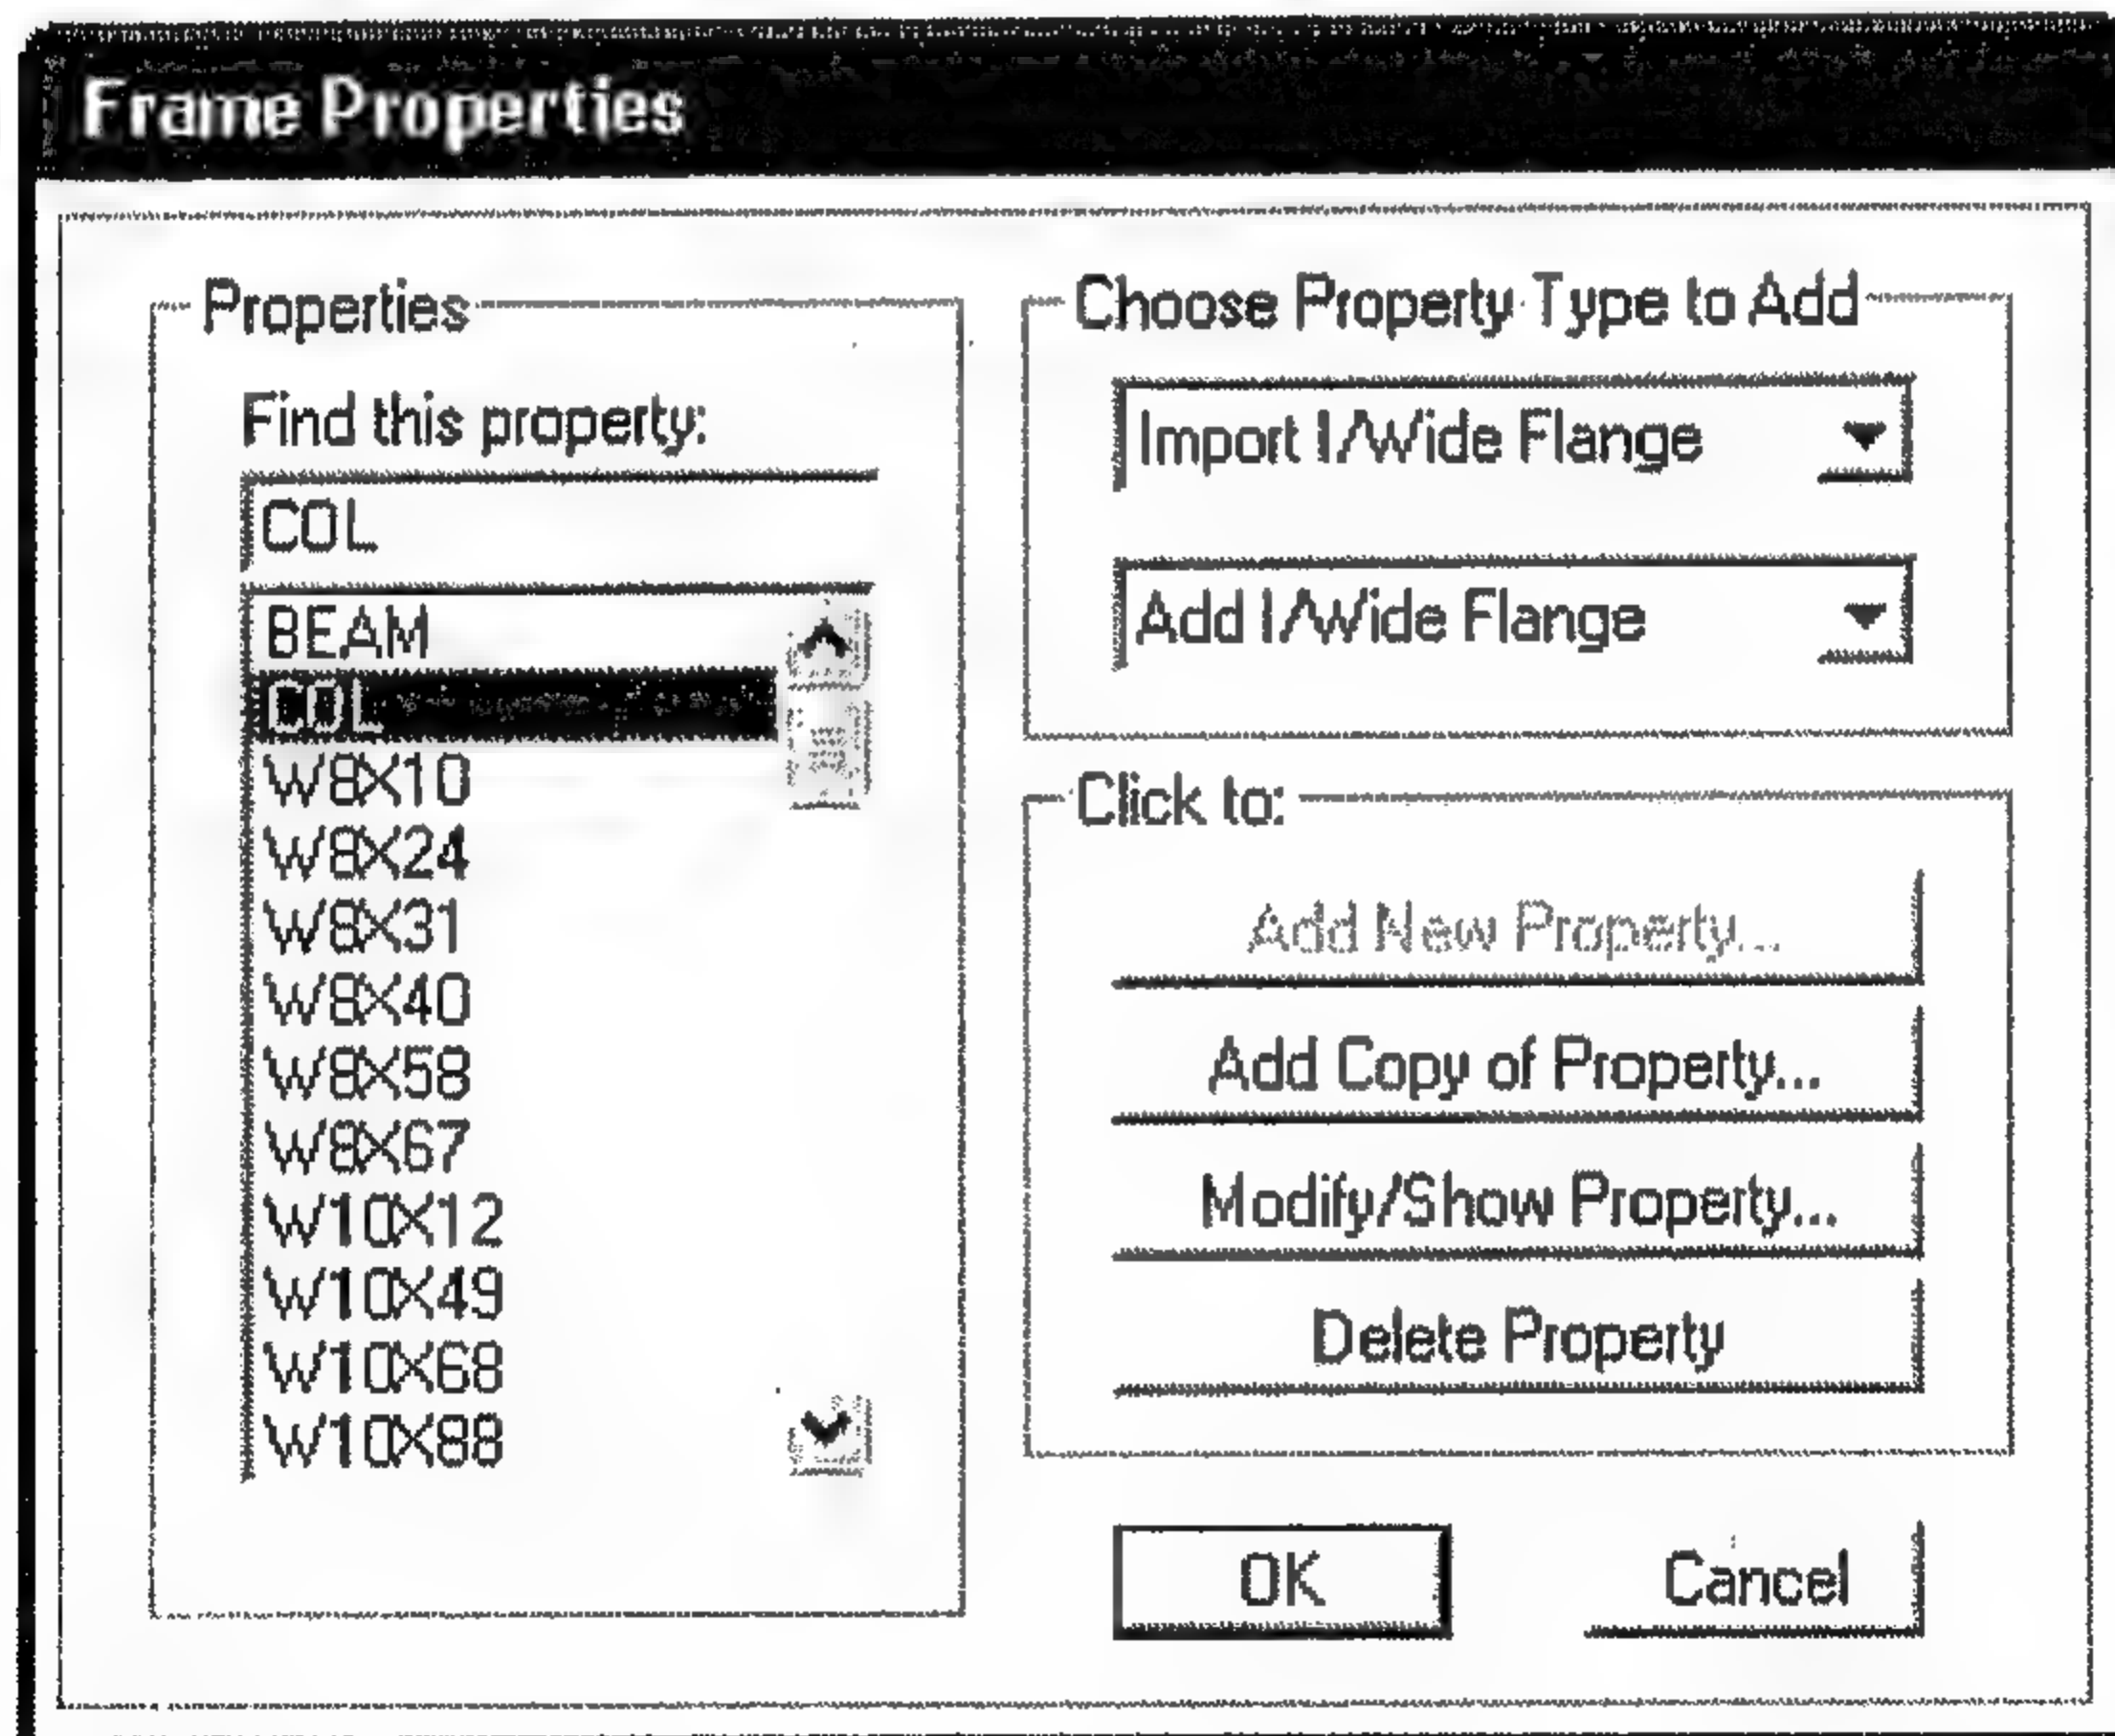 Frame Properties
Properties
Find this property:
COL
BEAM
COL
W8X10
W8X24
W8X31
W8X40
W8X58
W8X67
W10X12
W10X49
W10X68
W10X88
Choose Property Type to Add
Import I/Wide Flange
Add I/Wide Flange
Click to:
Add New Property...
Add Copy of Property...
Modify/Show Property...
Delete Property
OK
Cancel